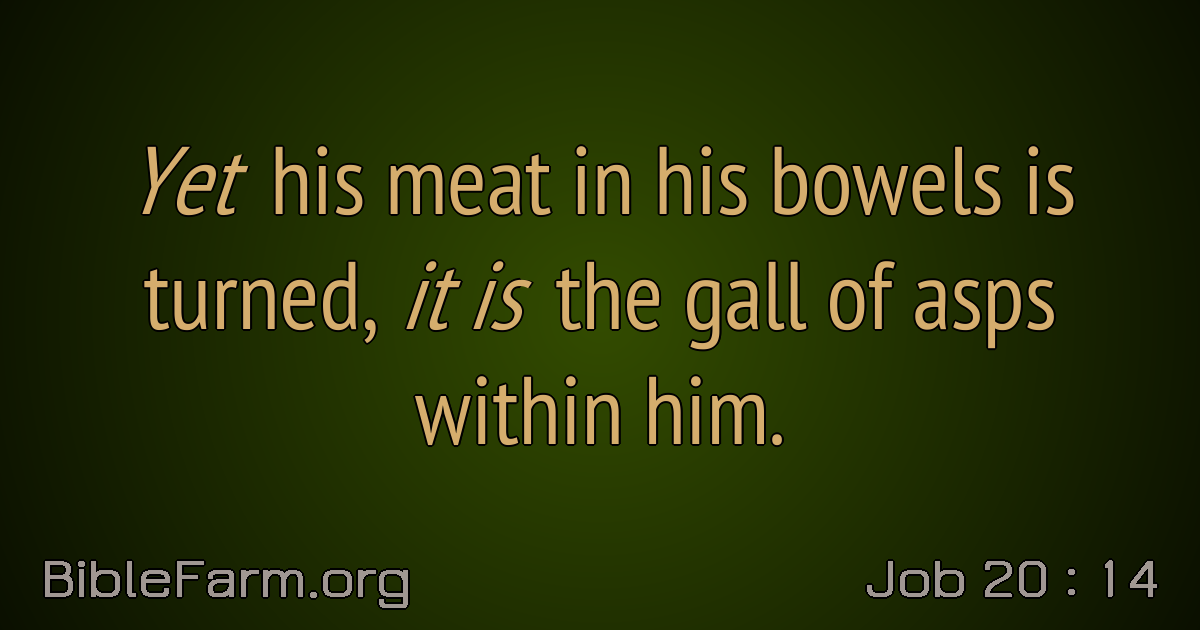 Yet his meat in his bowels is
turned, it is the gall of asps
within him.
BibleFarm.org
Job 20 : 14